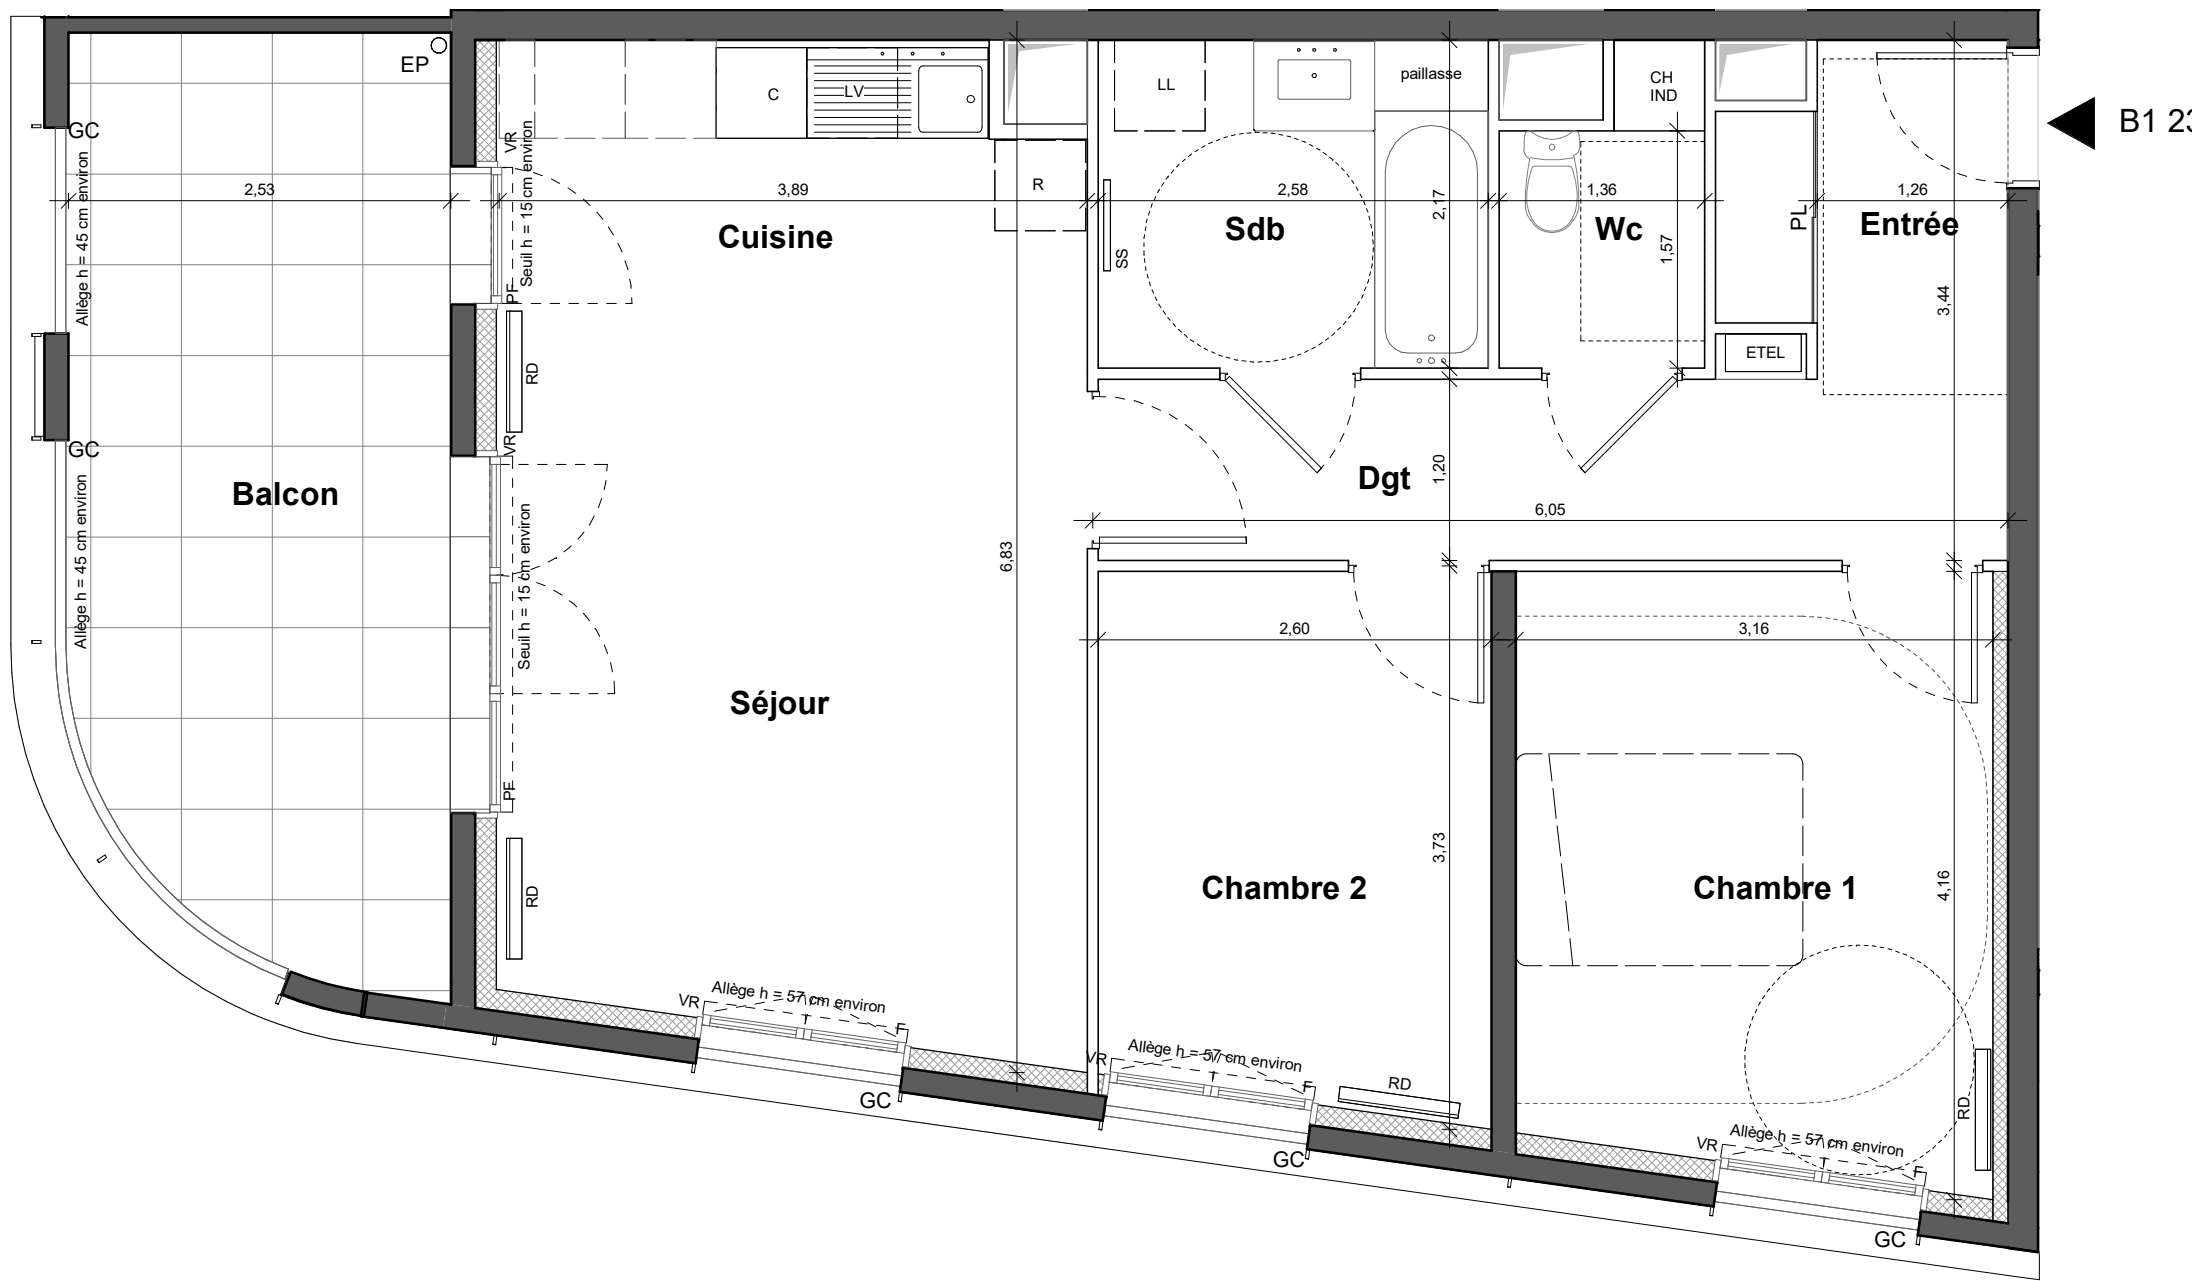 EP
GC
Allège h = 45 cm environ
2,53
GC
Allège h = 45 cm environ
Balcon
VR
Seuil h = 15 cm environ
PF
RD
VR
Seuil h = 15 cm environ
PF
RD
C
LV
R
3,89
Cuisine
6,83
Séjour
VR
Allège h = 57 cm environ
T
F
GC
LL
paillasse
SS
2,58
Sdb
2,17
CH
IND
1,36
Wc
1,57
PL
ETEL
1,26
Entrée
3,44
B1 23
Dgt
1,20
6,05
2,60
3,73
Chambre 2
VR
Allège h = 57 cm environ
T
F
RD
GC
3,16
4,16
Chambre 1
RD
VR
Allège h = 57 cm environ
T
F
GC